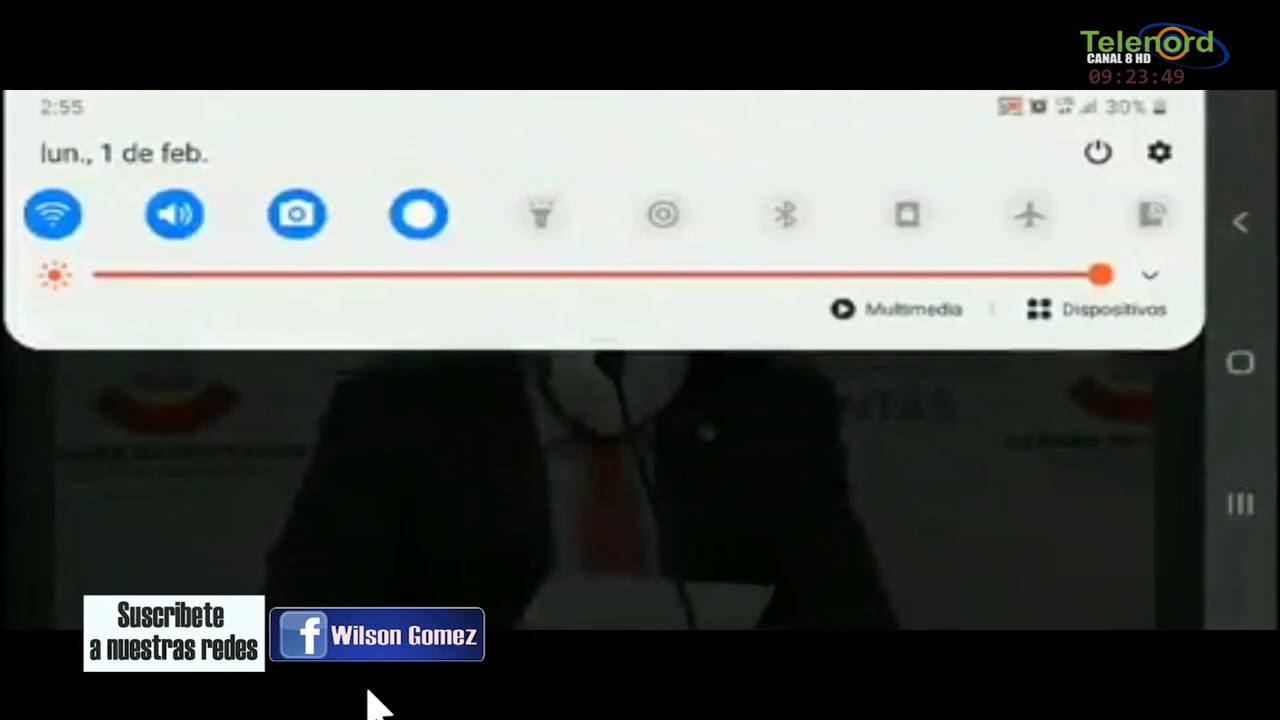 Telenord
CANAL 8 HD
09:23:49
2:55
30%
lun., 1 de feb.
Multimedia
Dispositivos
NTAS
Suscribete
a nuestras redes
f Wilson Gomez